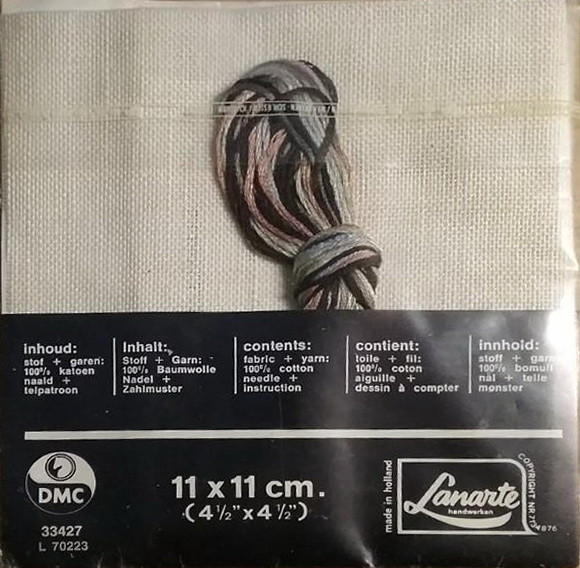 inhoud:
stof + garen:
100% katoen
naald +
telpatroon
Inhalt:
Stoff + Garn:
100% Baumwolle
Nadel +
Zahlmuster
contents:
fabric + yarn:
100% cotton
needle +
instruction
contient:
toile + fil:
100% coton
aiguille +
dessin à compter
innhold:
stoff + garn
100% bomull
nål + telle
mønster
DMC
33427
L 70223
11 x 11 cm.
(4½"x 4½")
made in holland
Lanarte
handwerken
COPYRIGHT NR.